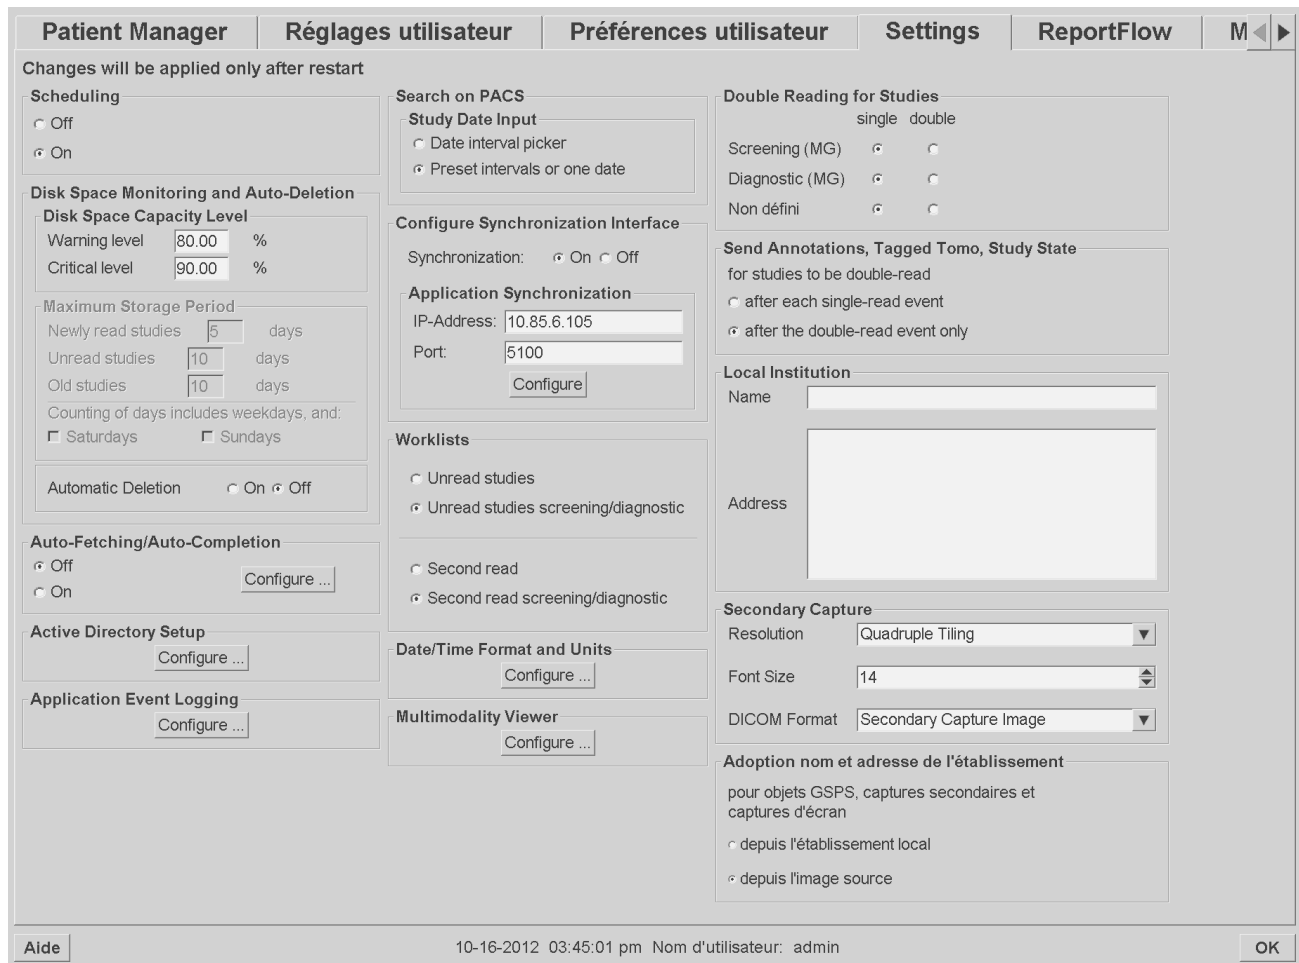 Patient Manager Réglages utilisateur Préférences utilisateur Settings ReportFlow M
Changes will be applied only after restart
Scheduling
Off
On
Disk Space Monitoring and Auto-Deletion
Disk Space Capacity Level
Warning level 80.00 %
Critical level 90.00 %
Maximum Storage Period
Newly read studies 5 days
Unread studies 10 days
Old studies 10 days
Counting of days includes weekdays, and:
Saturdays Sundays
Automatic Deletion On Off
Auto-Fetching/Auto-Completion
Off
Configure ...
On
Active Directory Setup
Configure ...
Application Event Logging
Configure ...
Search on PACS
Study Date Input
Date interval picker
Preset intervals or one date
Configure Synchronization Interface
Synchronization: On Off
Application Synchronization
IP-Address: 10.85.6.105
Port: 5100
Configure
Worklists
Unread studies
Unread studies screening/diagnostic
Second read
Second read screening/diagnostic
Date/Time Format and Units
Configure ...
Multimodality Viewer
Configure ...
Double Reading for Studies
single double
Screening (MG)
Diagnostic (MG)
Non défini
Send Annotations, Tagged Tomo, Study State
for studies to be double-read
after each single-read event
after the double-read event only
Local Institution
Name
Address
Secondary Capture
Resolution Quadruple Tiling
Font Size 14
DICOM Format Secondary Capture Image
Adoption nom et adresse de l'établissement
pour objets GSPS, captures secondaires et
captures d'écran
depuis l'établissement local
depuis l'image source
Aide 10-16-2012 03:45:01 pm Nom d'utilisateur: admin OK